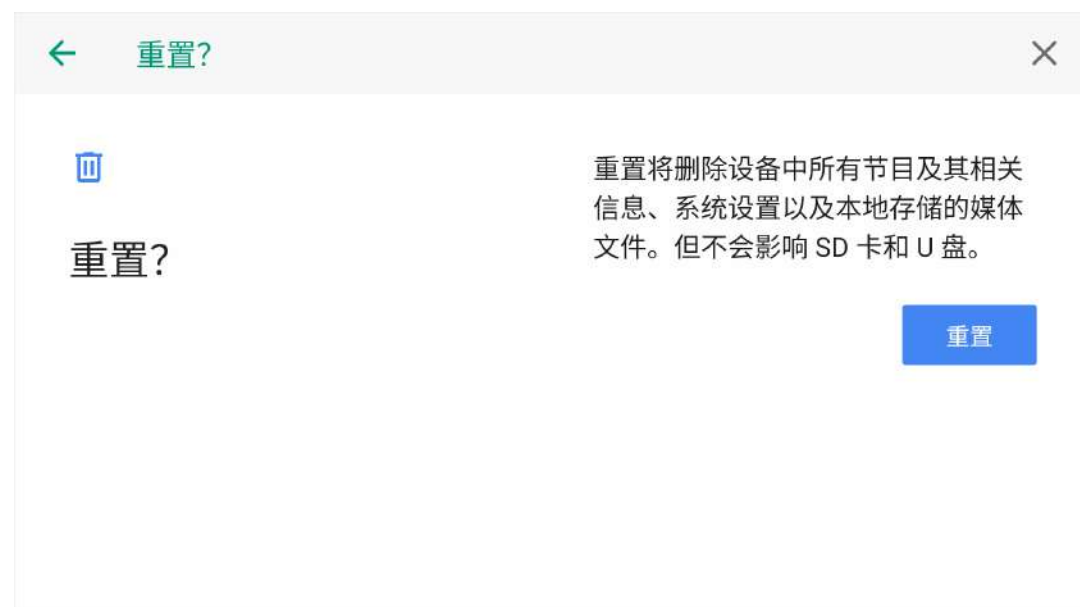 重置?
重置?
重置将删除设备中所有节目及其相关
信息、系统设置以及本地存储的媒体
文件。但不会影响 SD 卡和 U 盘。
重置